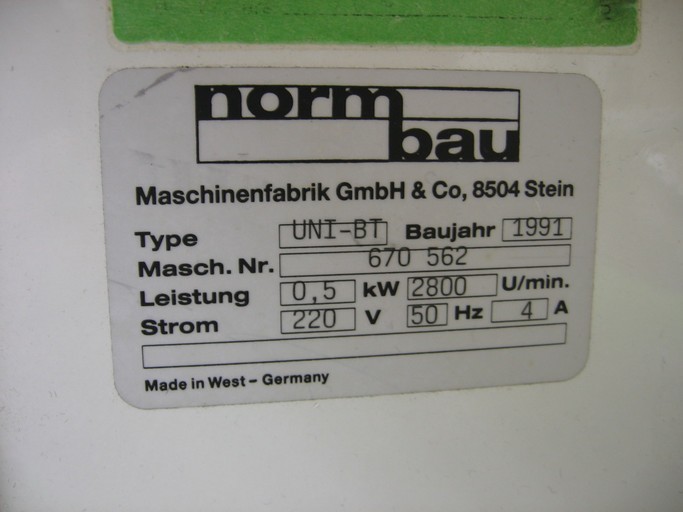 norm
bau
Maschinenfabrik GmbH & Co, 8504 Stein
Type UNI-BT Baujahr 1991
Masch. Nr. 670 562
Leistung 0,5 kW 2800 U/min.
Strom 220 V 50 Hz 4 A
Made in West - Germany